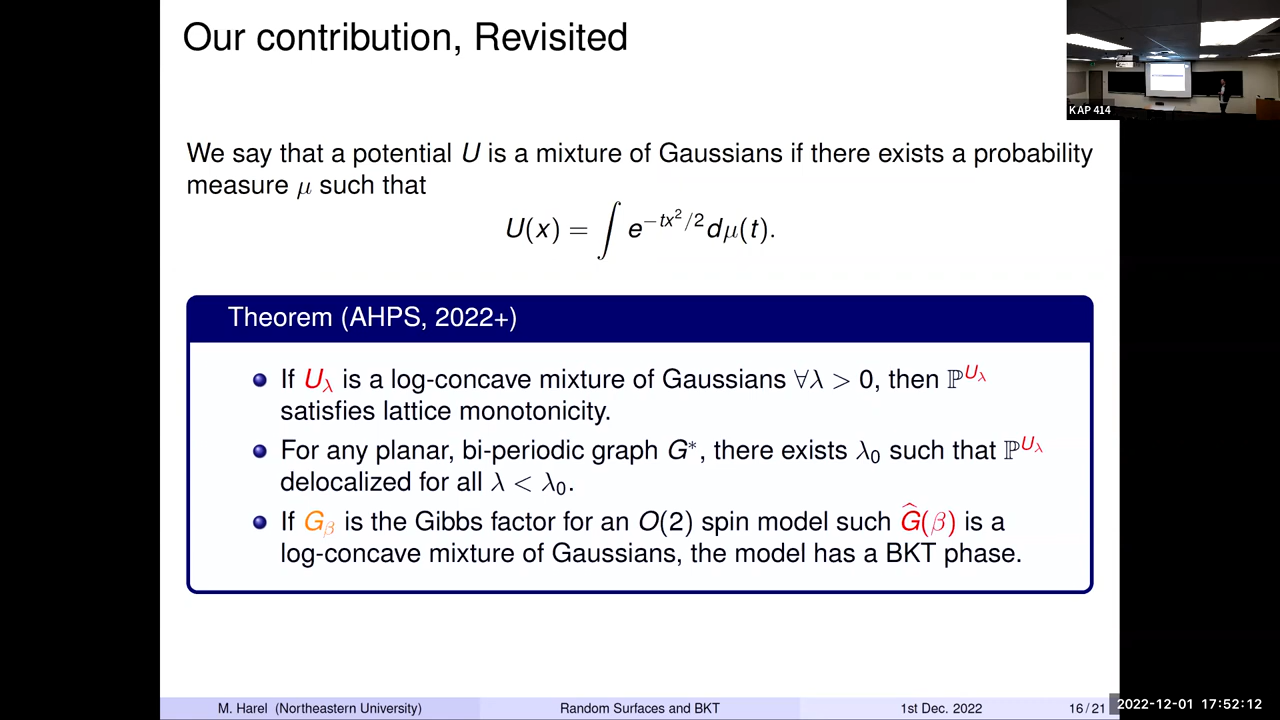 Our contribution, Revisited
KAP 414
We say that a potential U is a mixture of Gaussians if there exists a probability
measure μ such that
U(x) = ∫ e^{−tx²/2} dμ(t).
Theorem (AHPS, 2022+)
If U_λ is a log-concave mixture of Gaussians ∀λ > 0, then ℙ^{U_λ}
satisfies lattice monotonicity.
For any planar, bi-periodic graph G*, there exists λ₀ such that ℙ^{U_λ}
delocalized for all λ < λ₀.
If G_β is the Gibbs factor for an O(2) spin model such Ĝ(β) is a
log-concave mixture of Gaussians, the model has a BKT phase.
M. Harel (Northeastern University) Random Surfaces and BKT 1st Dec. 2022 16/21
2022-12-01 17:52:12